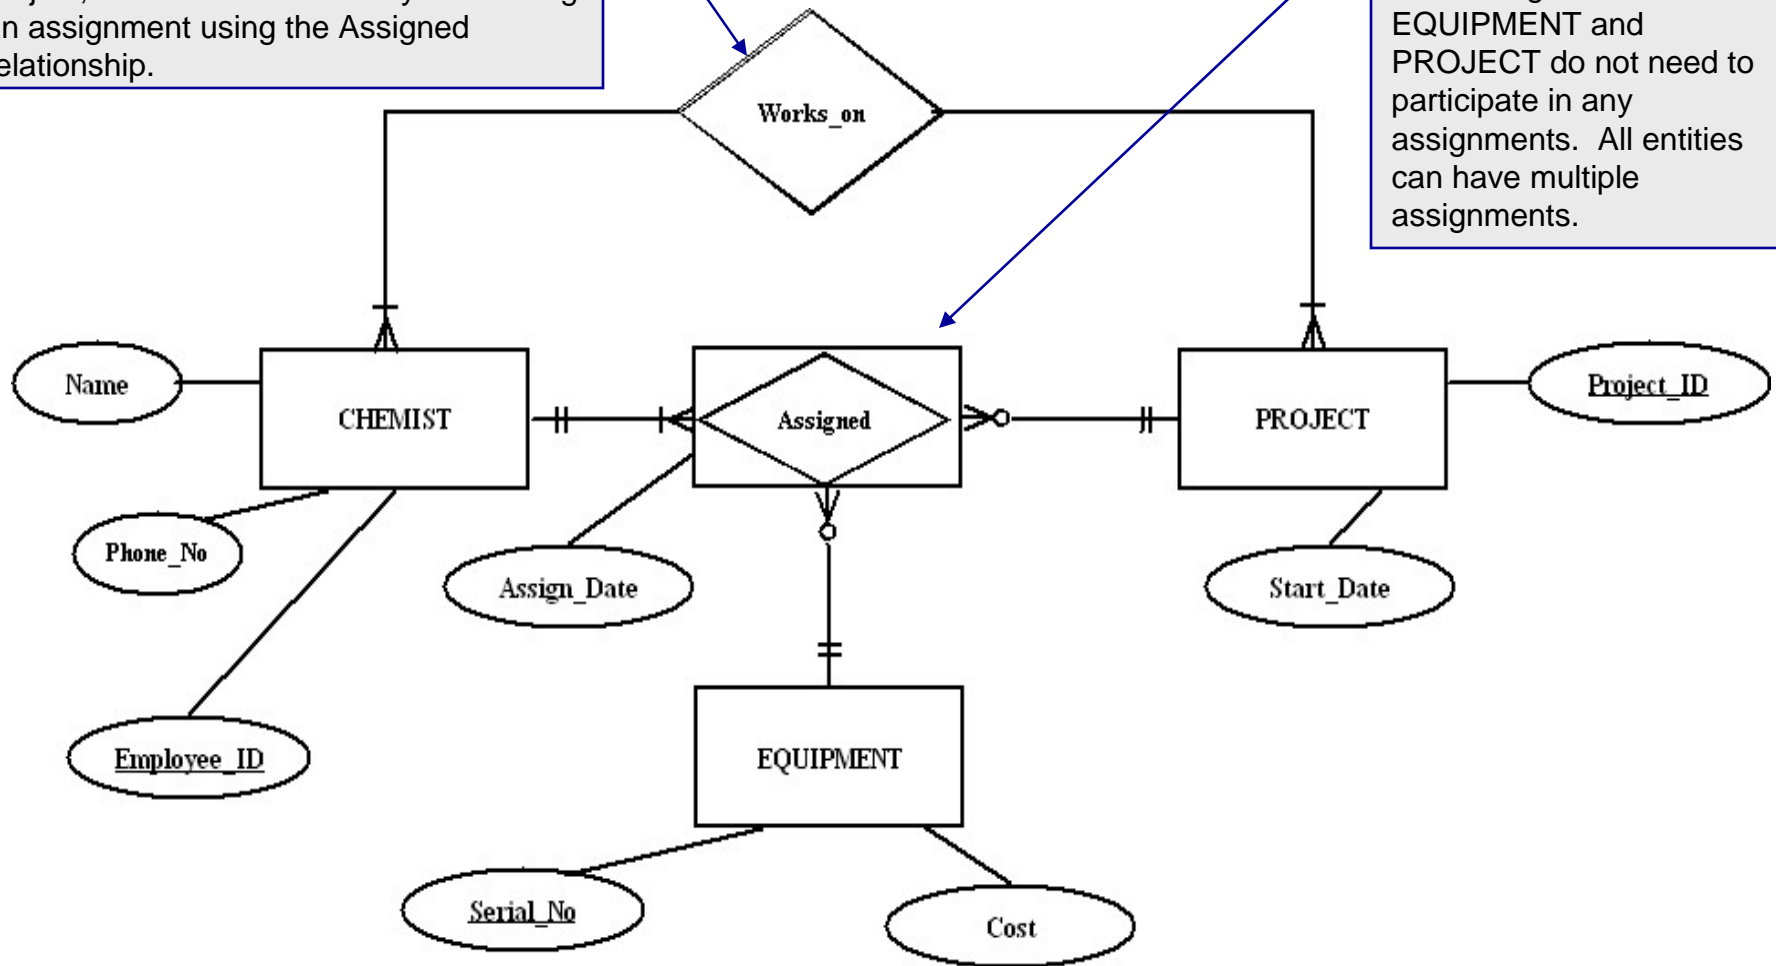 an assignment using the Assigned
relationship.
EQUIPMENT and
PROJECT do not need to
participate in any
assignments. All entities
can have multiple
assignments.
Works_on
Name
CHEMIST
Assigned
PROJECT
Project_ID
Phone_No
Assign_Date
Start_Date
Employee_ID
EQUIPMENT
Serial_No
Cost